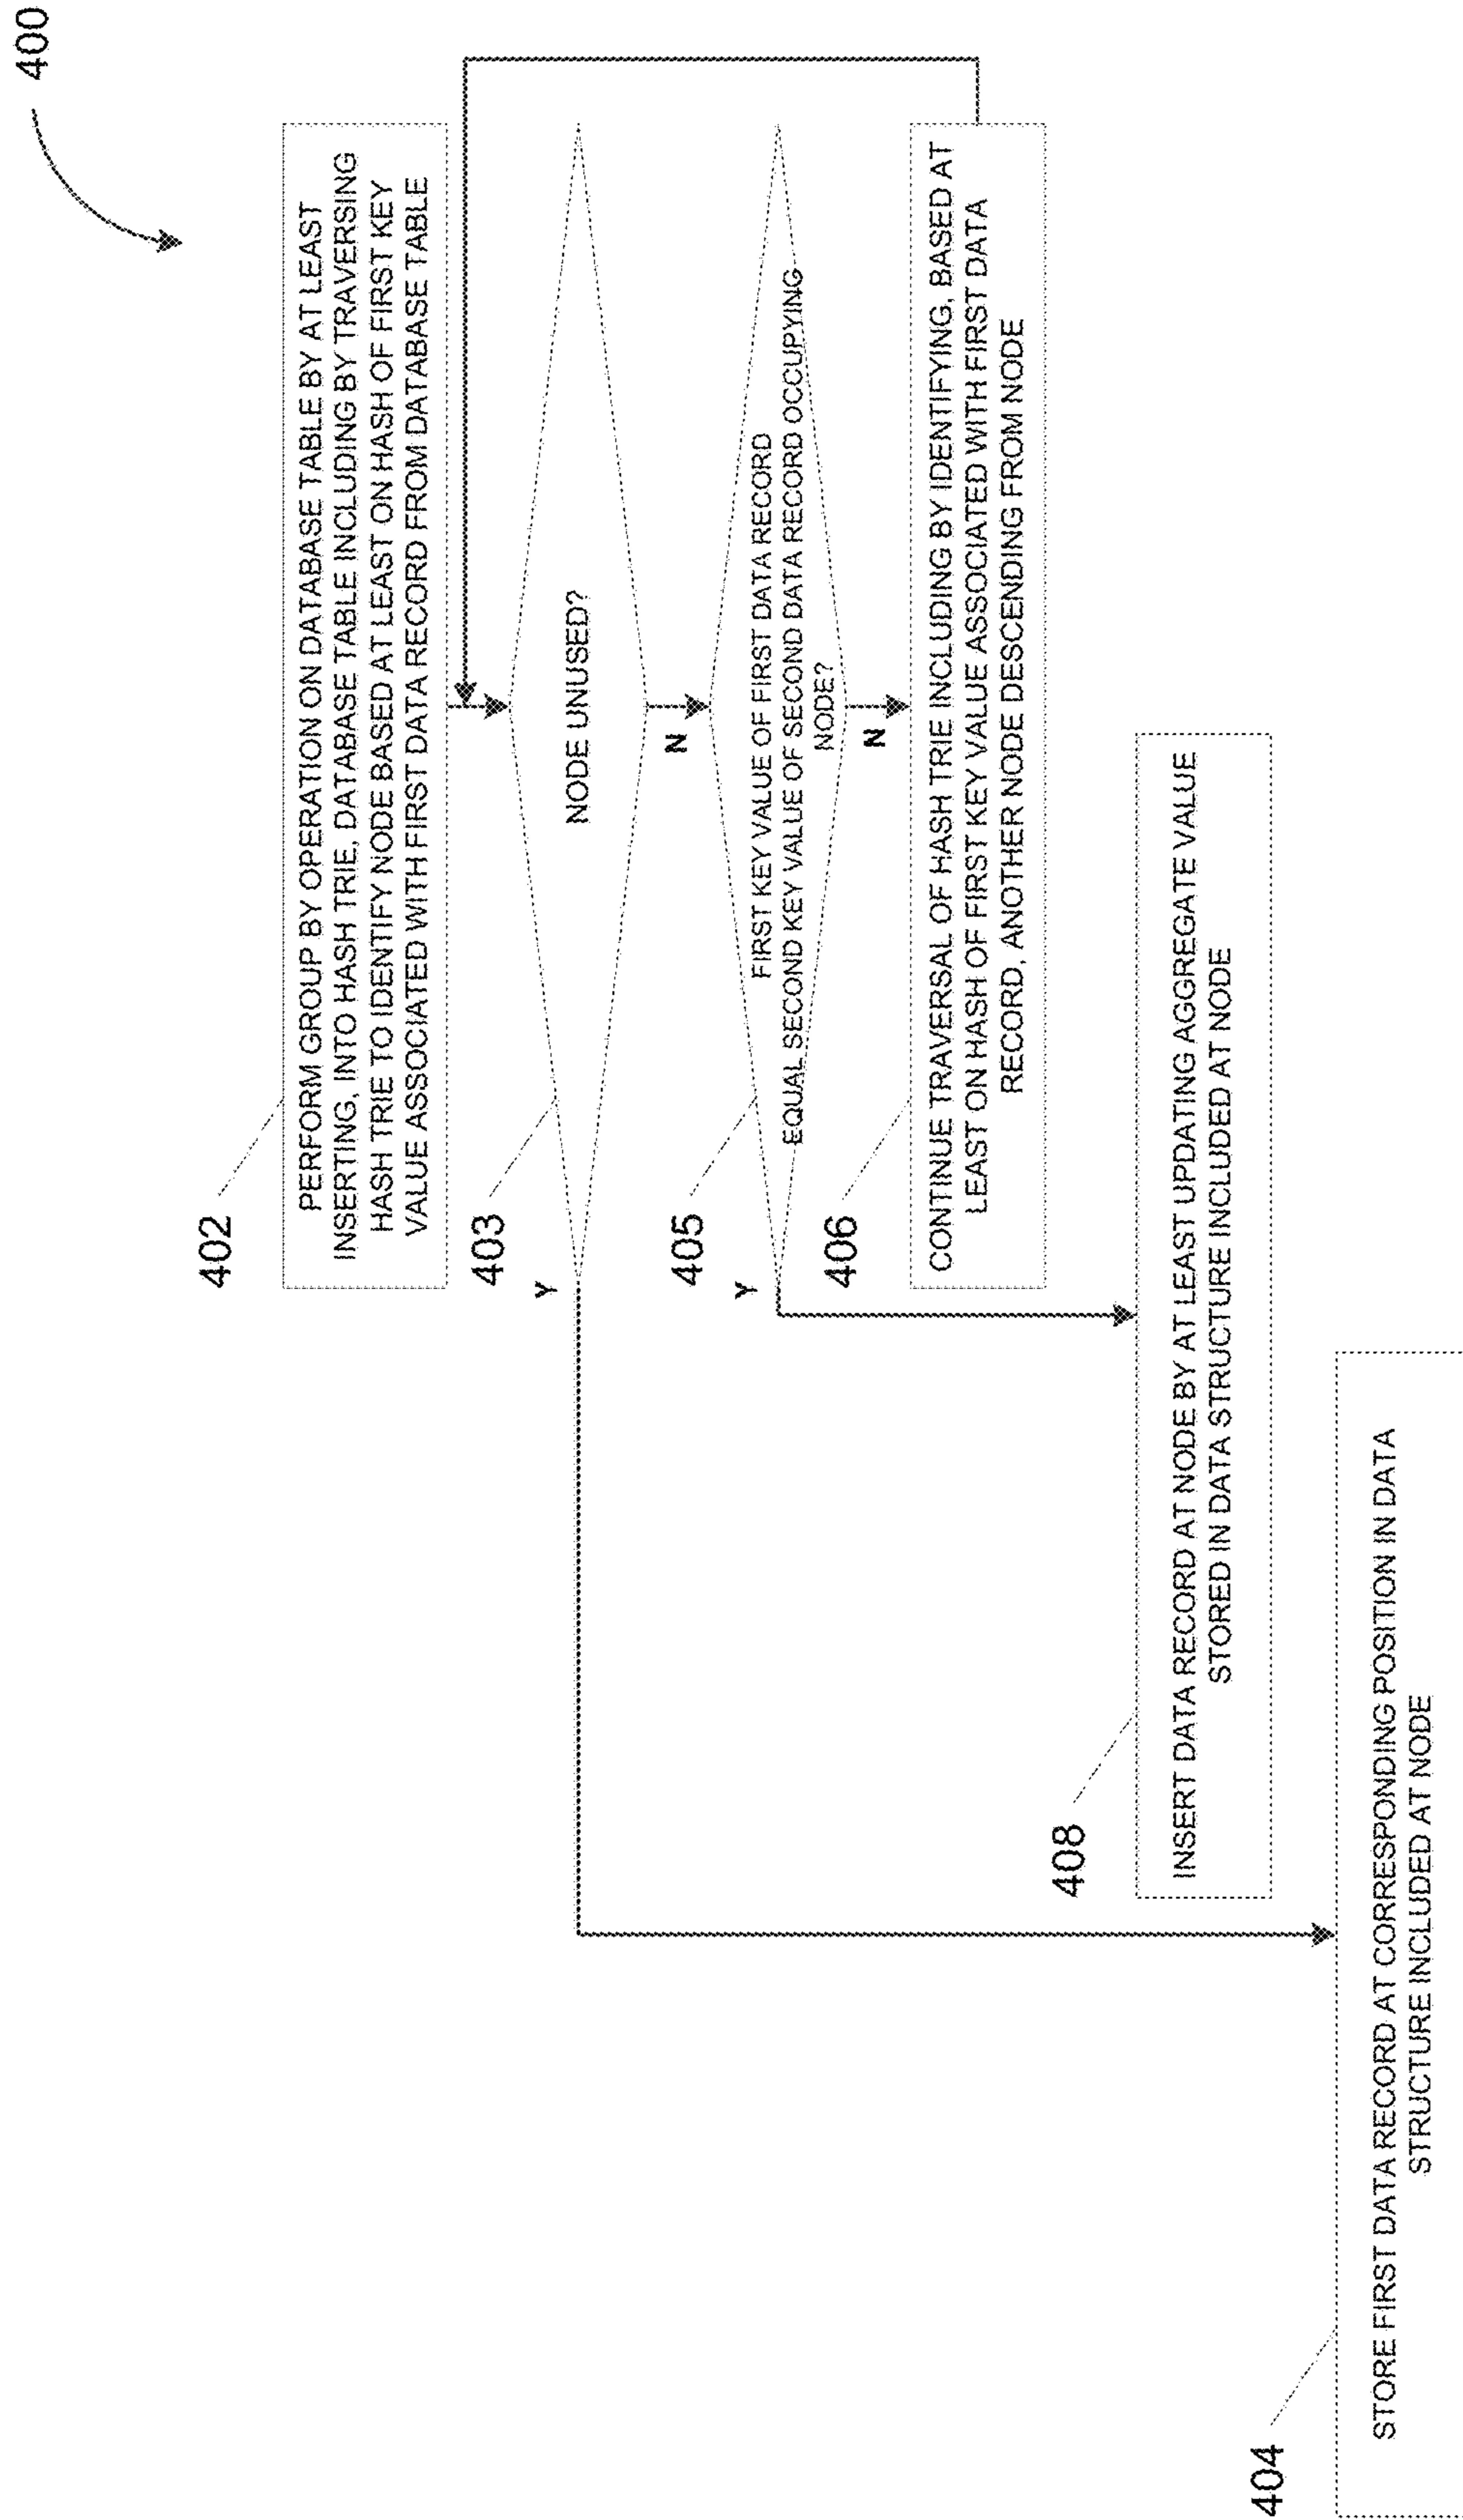 400
402
PERFORM GROUP BY OPERATION ON DATABASE TABLE BY AT LEAST
INSERTING, INTO HASH TRIE, DATABASE TABLE INCLUDING BY TRAVERSING
HASH TRIE TO IDENTIFY NODE BASED AT LEAST ON HASH OF FIRST KEY
VALUE ASSOCIATED WITH FIRST DATA RECORD FROM DATABASE TABLE
403
NODE UNUSED?
Y
N
405
FIRST KEY VALUE OF FIRST DATA RECORD
EQUAL SECOND KEY VALUE OF SECOND DATA RECORD OCCUPYING
NODE?
Y
N
406
CONTINUE TRAVERSAL OF HASH TRIE INCLUDING BY IDENTIFYING, BASED AT
LEAST ON HASH OF FIRST KEY VALUE ASSOCIATED WITH FIRST DATA
RECORD, ANOTHER NODE DESCENDING FROM NODE
408
INSERT DATA RECORD AT NODE BY AT LEAST UPDATING AGGREGATE VALUE
STORED IN DATA STRUCTURE INCLUDED AT NODE
404
STORE FIRST DATA RECORD AT CORRESPONDING POSITION IN DATA
STRUCTURE INCLUDED AT NODE